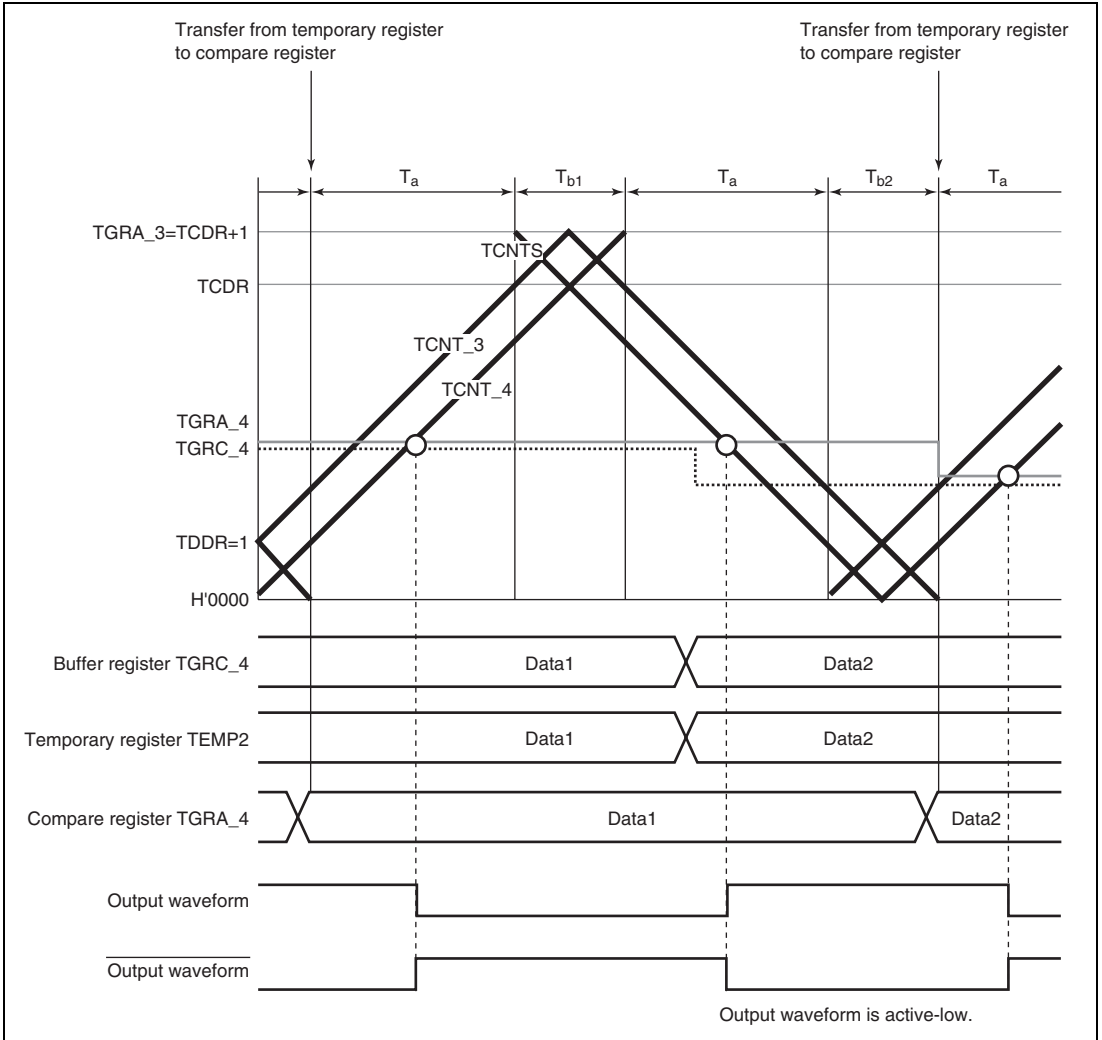 Transfer from temporary register
to compare register
Transfer from temporary register
to compare register
Ta
Tb1
Ta
Tb2
Ta
TGRA_3=TCDR+1
TCNTS
TCDR
TCNT_3
TCNT_4
TGRA_4
TGRC_4
TDDR=1
H'0000
Buffer register TGRC_4
Data1
Data2
Temporary register TEMP2
Data1
Data2
Compare register TGRA_4
Data1
Data2
Output waveform
Output waveform
Output waveform is active-low.